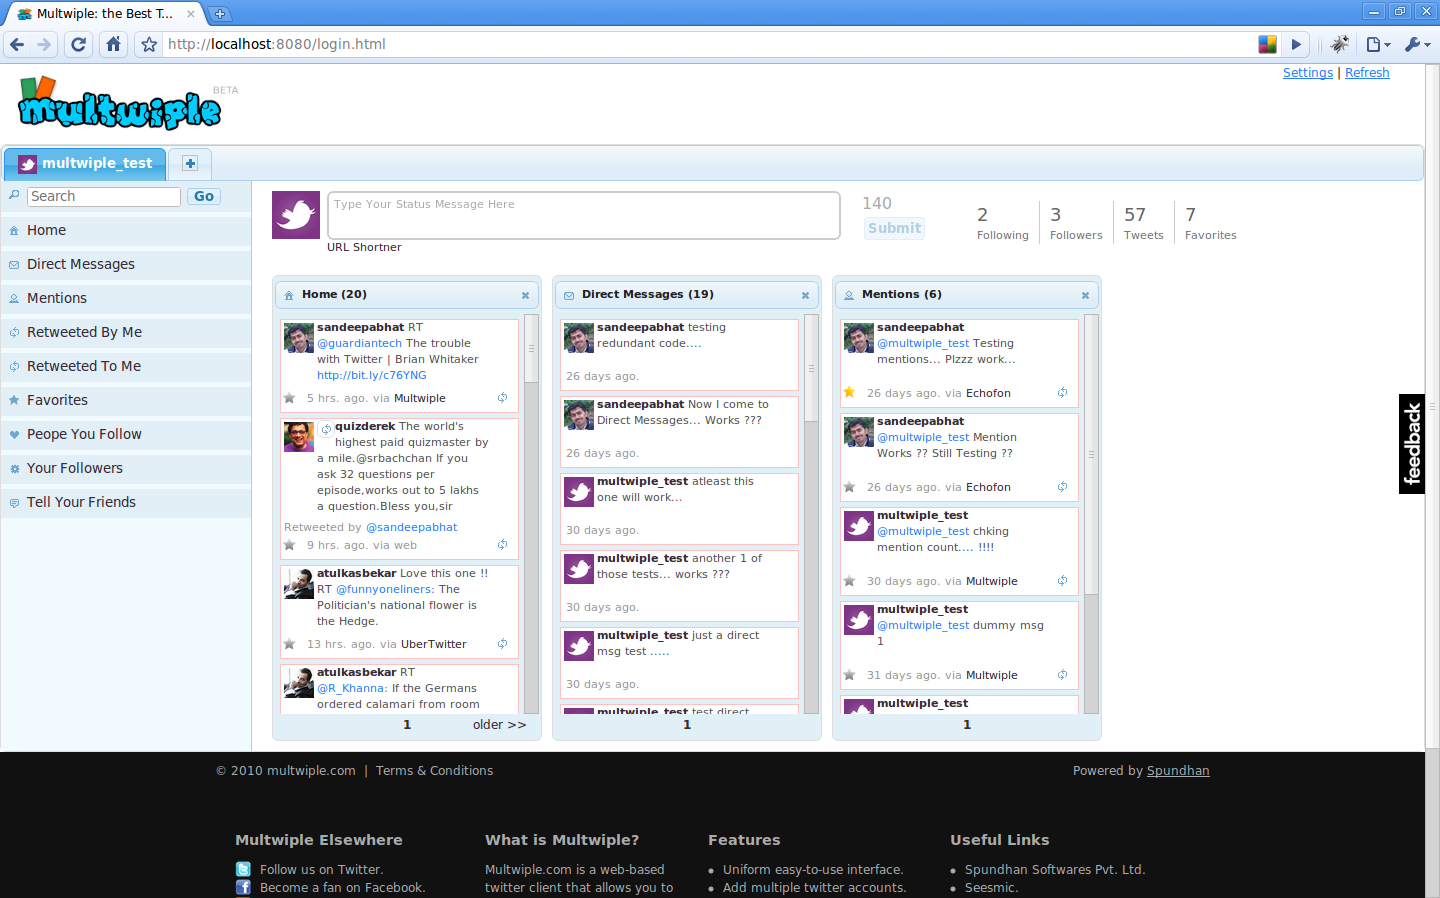 Multwiple: the Best T...
http://localhost:8080/login.html
Settings | Refresh
multwiple
BETA
multwiple_test
Search
Go
Home
Direct Messages
Mentions
Retweeted By Me
Retweeted To Me
Favorites
Peope You Follow
Your Followers
Tell Your Friends
Type Your Status Message Here
URL Shortner
140
Submit
2
Following
3
Followers
57
Tweets
7
Favorites
Home (20)
sandeepabhat RT
@guardiantech The trouble
with Twitter | Brian Whitaker
http://bit.ly/c76YNG
5 hrs. ago. via Multwiple
quizderek The world's
highest paid quizmaster by
a mile.@srbachchan If you
ask 32 questions per
episode,works out to 5 lakhs
a question.Bless you,sir
Retweeted by @sandeepabhat
9 hrs. ago. via web
atulkasbekar Love this one !!
RT @funnyoneliners: The
Politician's national flower is
the Hedge.
13 hrs. ago. via UberTwitter
atulkasbekar RT
@R_Khanna: If the Germans
ordered calamari from room
1
older >>
Direct Messages (19)
sandeepabhat testing
redundant code....
26 days ago.
sandeepabhat Now I come to
Direct Messages... Works ???
26 days ago.
multwiple_test atleast this
one will work...
30 days ago.
multwiple_test another 1 of
those tests... works ???
30 days ago.
multwiple_test just a direct
msg test .....
30 days ago.
multwiple_test test direct
1
Mentions (6)
sandeepabhat
@multwiple_test Testing
mentions... Plzzz work...
26 days ago. via Echofon
sandeepabhat
@multwiple_test Mention
Works ?? Still Testing ??
26 days ago. via Echofon
multwiple_test
@multwiple_test chking
mention count.... !!!!
30 days ago. via Multwiple
multwiple_test
@multwiple_test dummy msg
1
31 days ago. via Multwiple
multwiple_test
1
feedback
© 2010 multwiple.com | Terms & Conditions
Powered by Spundhan
Multwiple Elsewhere
Follow us on Twitter.
Become a fan on Facebook.
What is Multwiple?
Multwiple.com is a web-based
twitter client that allows you to
Features
Uniform easy-to-use interface.
Add multiple twitter accounts.
Useful Links
Spundhan Softwares Pvt. Ltd.
Seesmic.